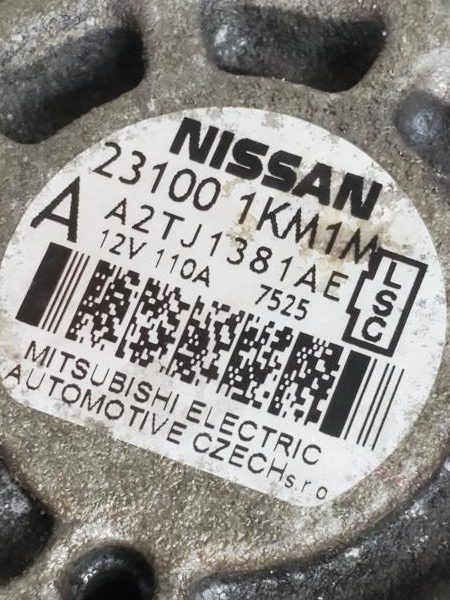 NISSAN
23100 1KM1M
A A2TJ1381AE
12V 110A 7525
LSC
MITSUBISHI ELECTRIC
AUTOMOTIVE CZECH s.r.o